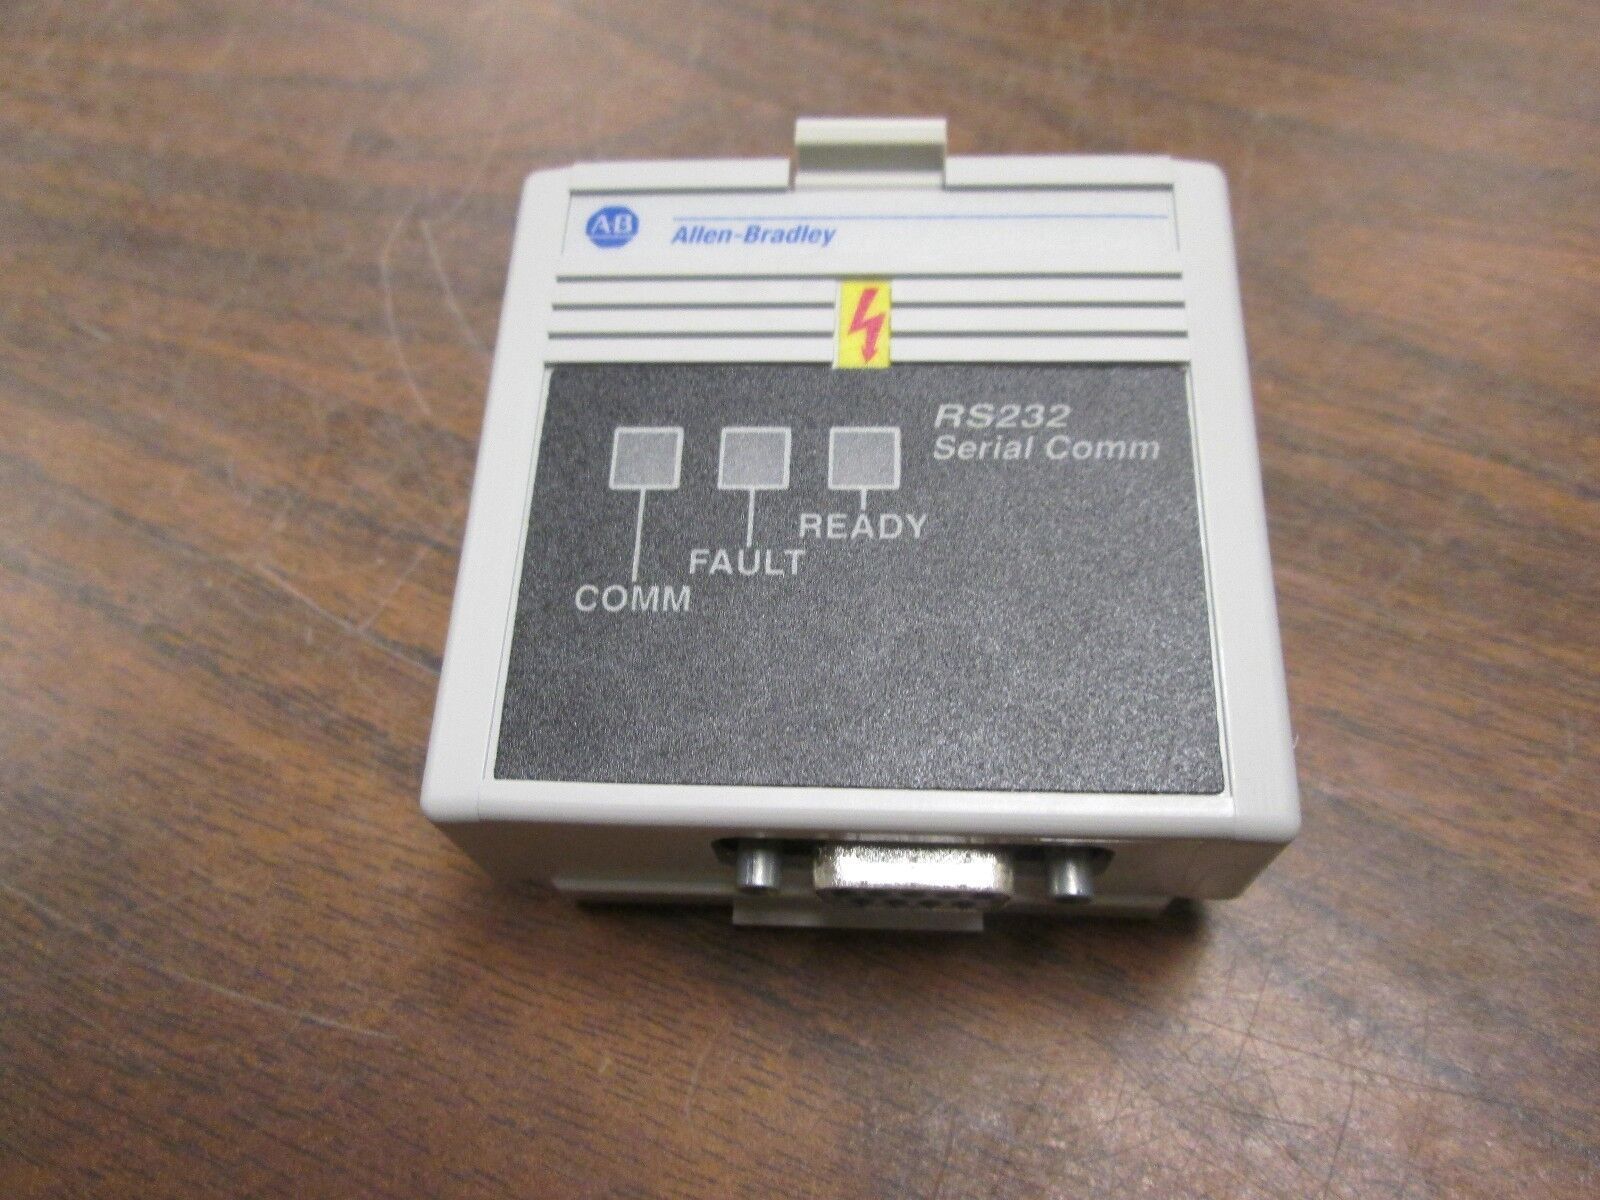 AB
Allen-Bradley
RS232
Serial Comm
READY
FAULT
COMM